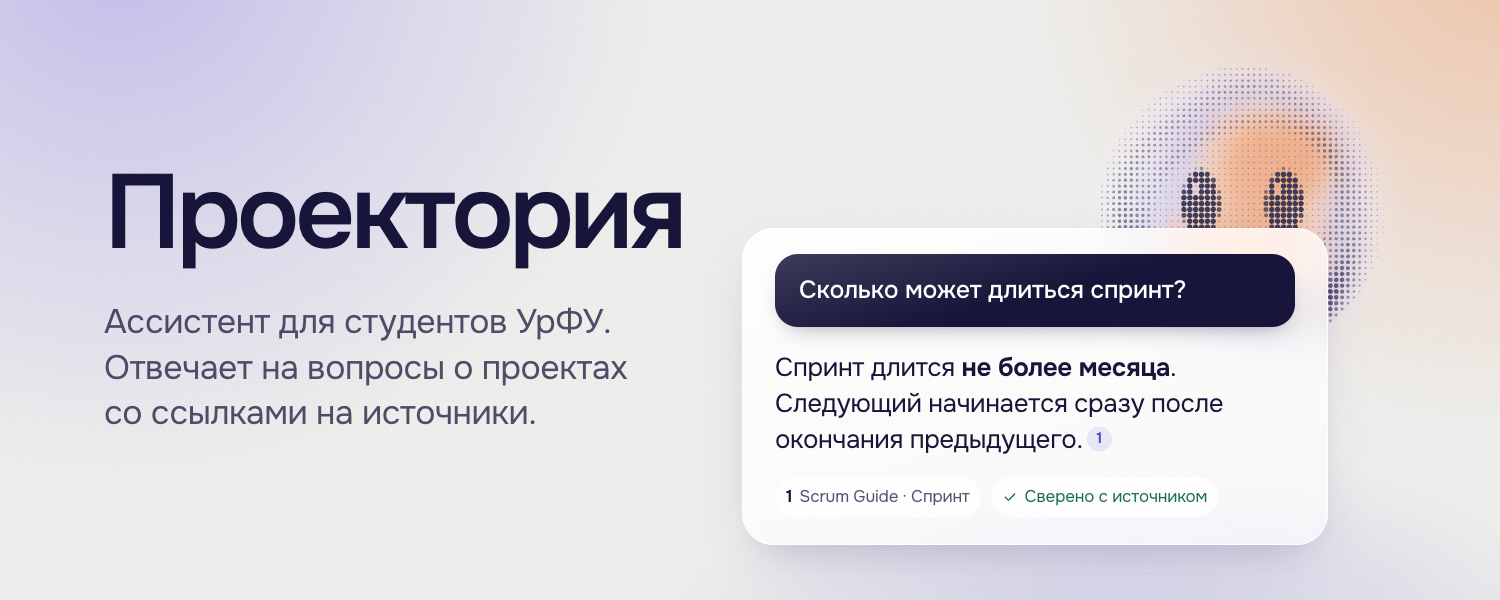 Проектория
Ассистент для студентов УрФУ.
Отвечает на вопросы о проектах
со ссылками на источники.
Сколько может длиться спринт?
Спринт длится не более месяца.
Следующий начинается сразу после
окончания предыдущего. 1
1 Scrum Guide · Спринт
✓ Сверено с источником